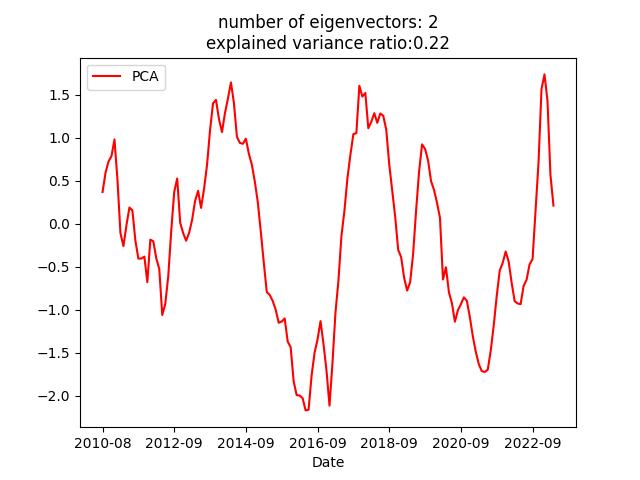 number of eigenvectors: 2
explained variance ratio:0.22
PCA
1.5
1.0
0.5
0.0
−0.5
−1.0
−1.5
−2.0
2010-08 2012-09 2014-09 2016-09 2018-09 2020-09 2022-09
Date